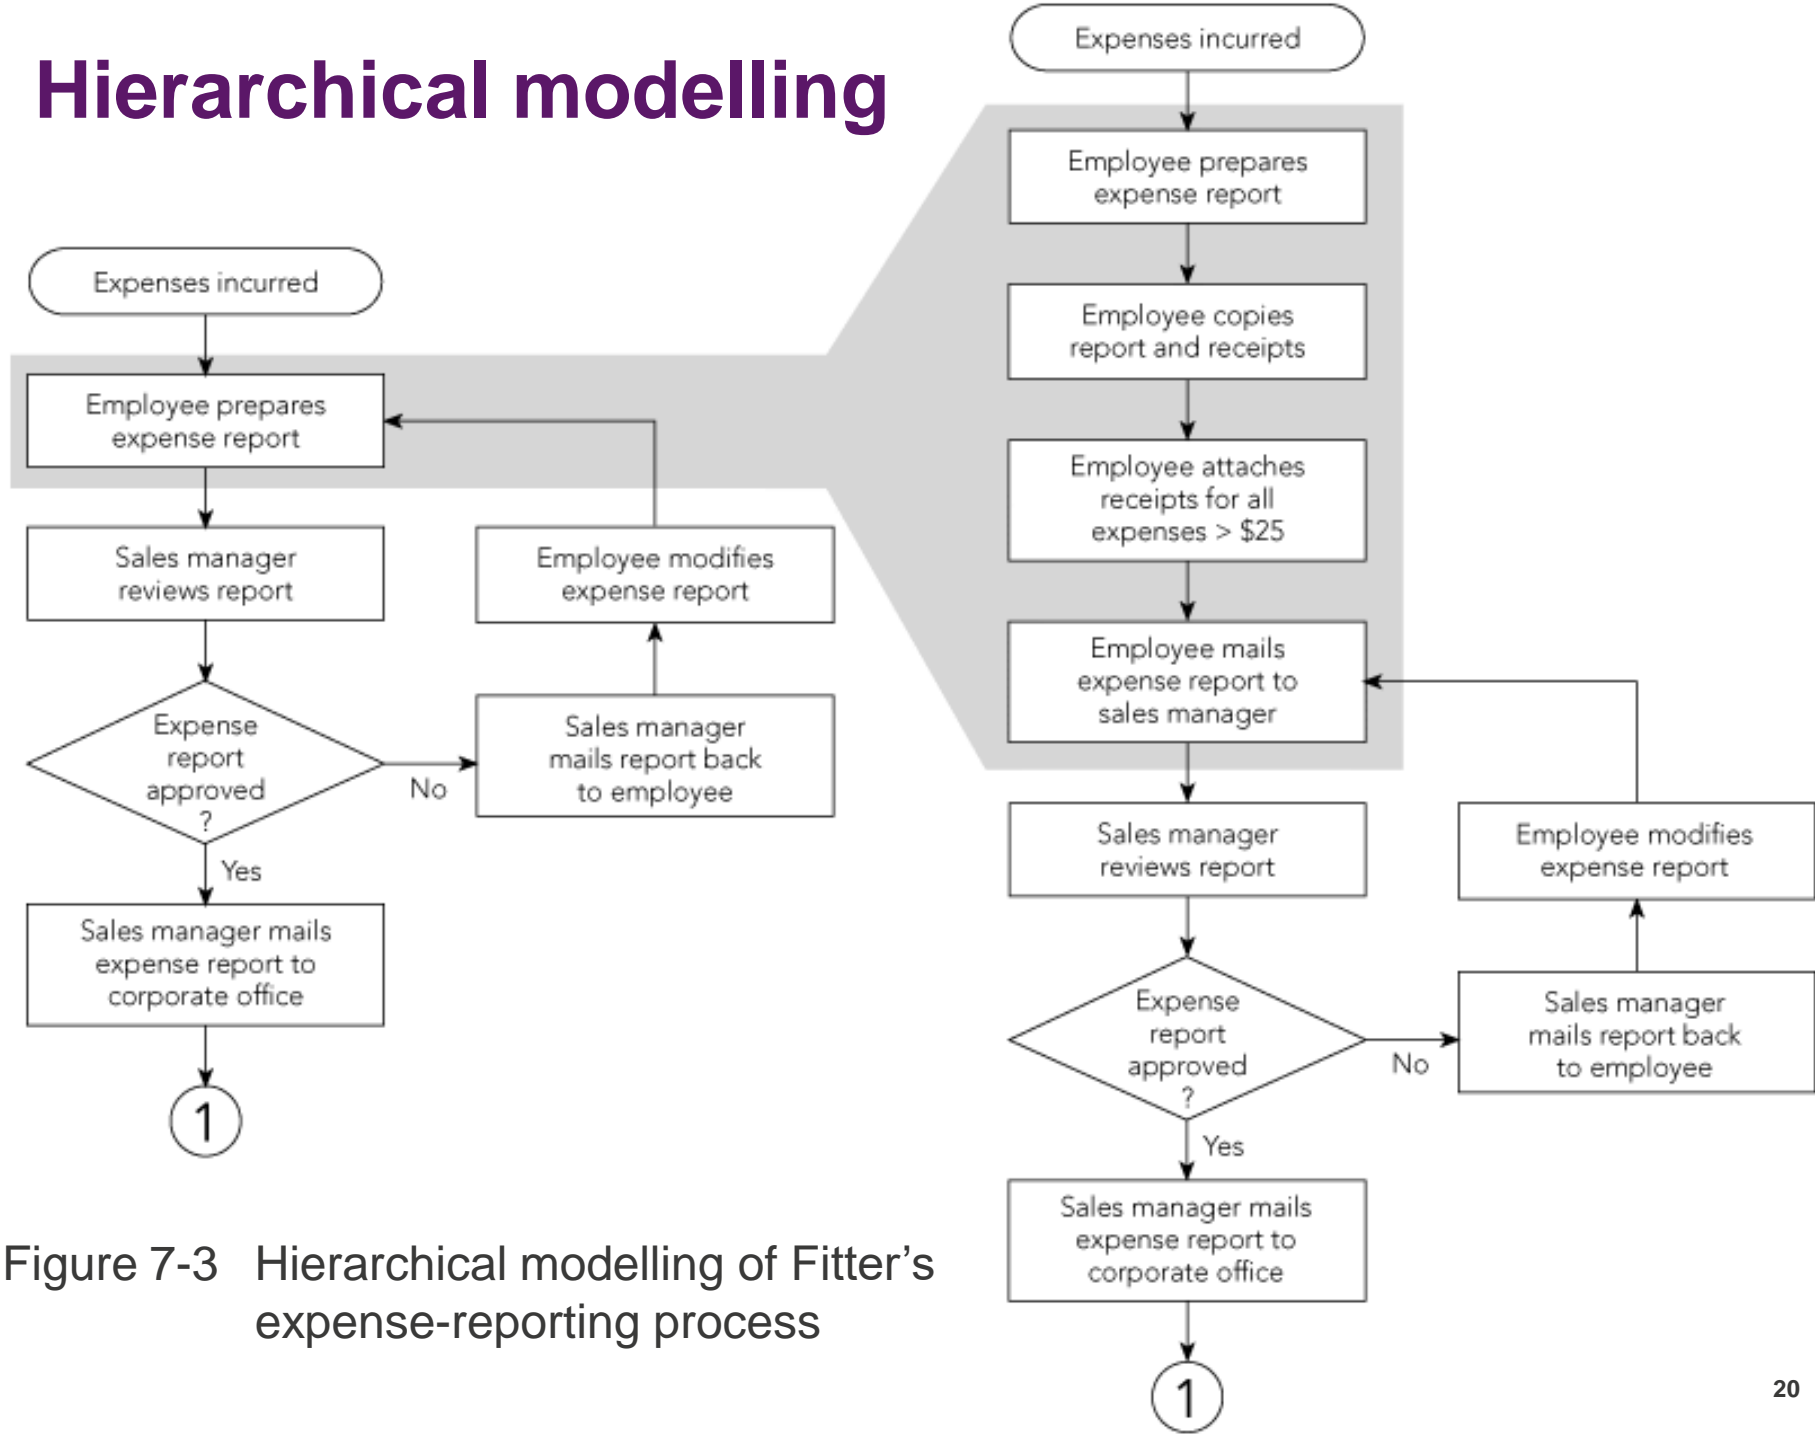 Hierarchical modelling
Expenses incurred
Employee prepares
expense report
Sales manager
reviews report
Expense
report
approved
?
No
Yes
Sales manager
mails report back
to employee
Employee modifies
expense report
Sales manager mails
expense report to
corporate office
1
Expenses incurred
Employee prepares
expense report
Employee copies
report and receipts
Employee attaches
receipts for all
expenses > $25
Employee mails
expense report to
sales manager
Sales manager
reviews report
Expense
report
approved
?
No
Yes
Sales manager
mails report back
to employee
Employee modifies
expense report
Sales manager mails
expense report to
corporate office
1
Figure 7-3 Hierarchical modelling of Fitter’s
expense-reporting process
20